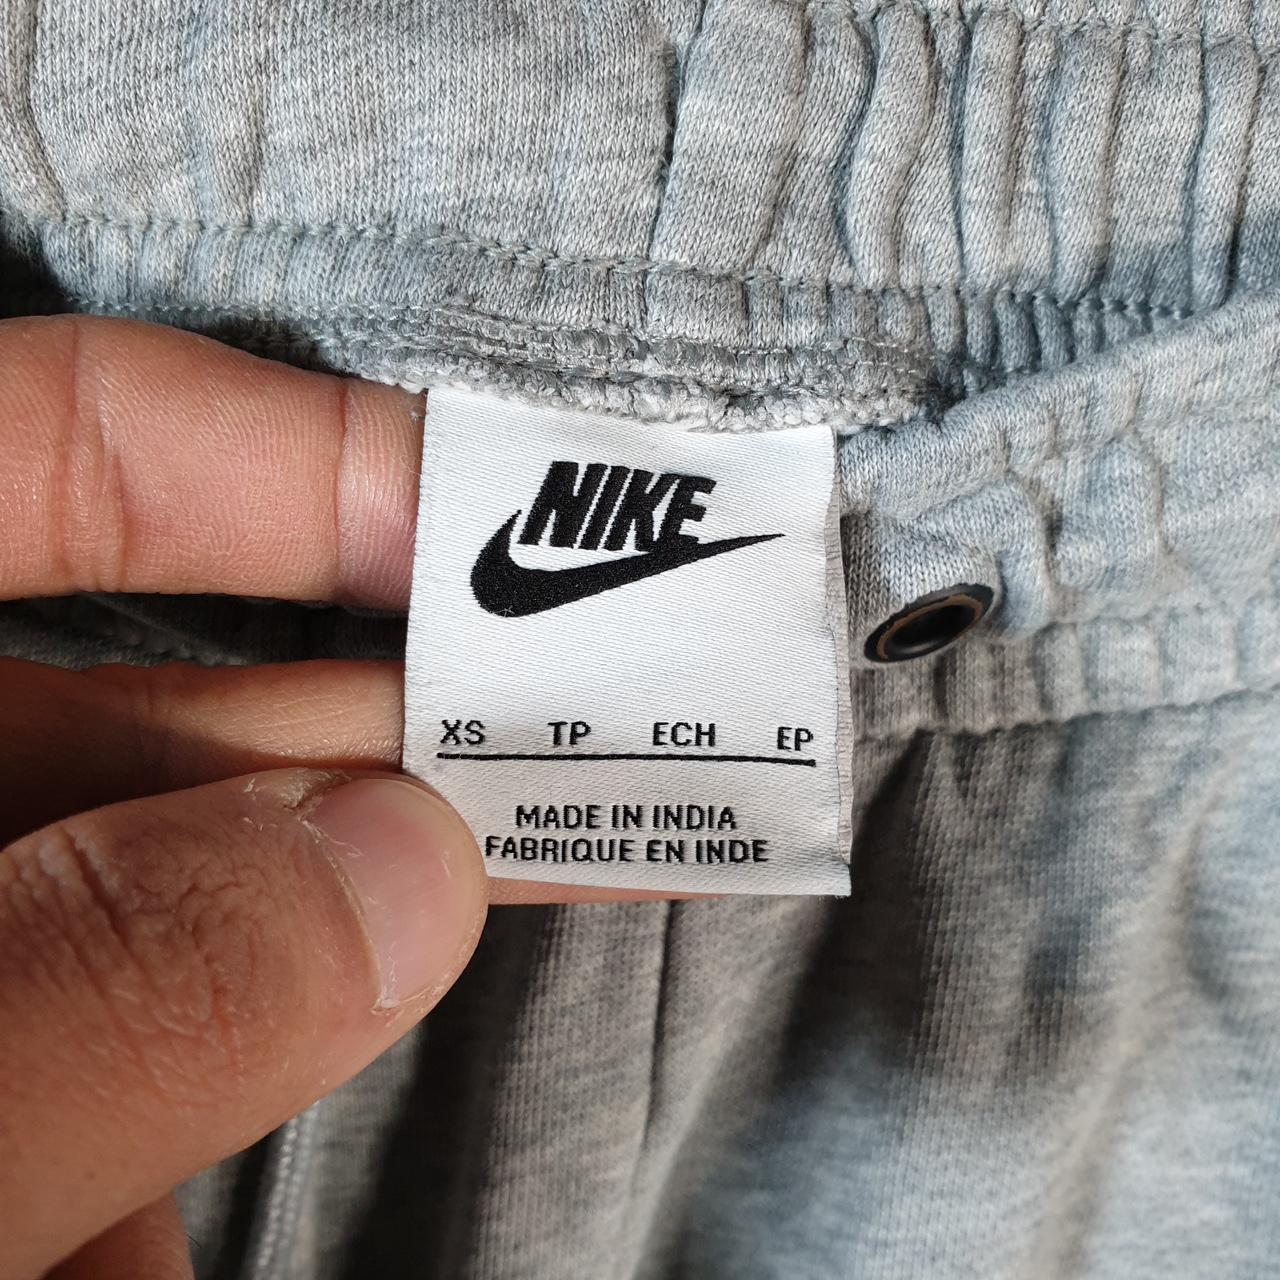 NIKE
XS TP ECH EP
MADE IN INDIA
FABRIQUE EN INDE